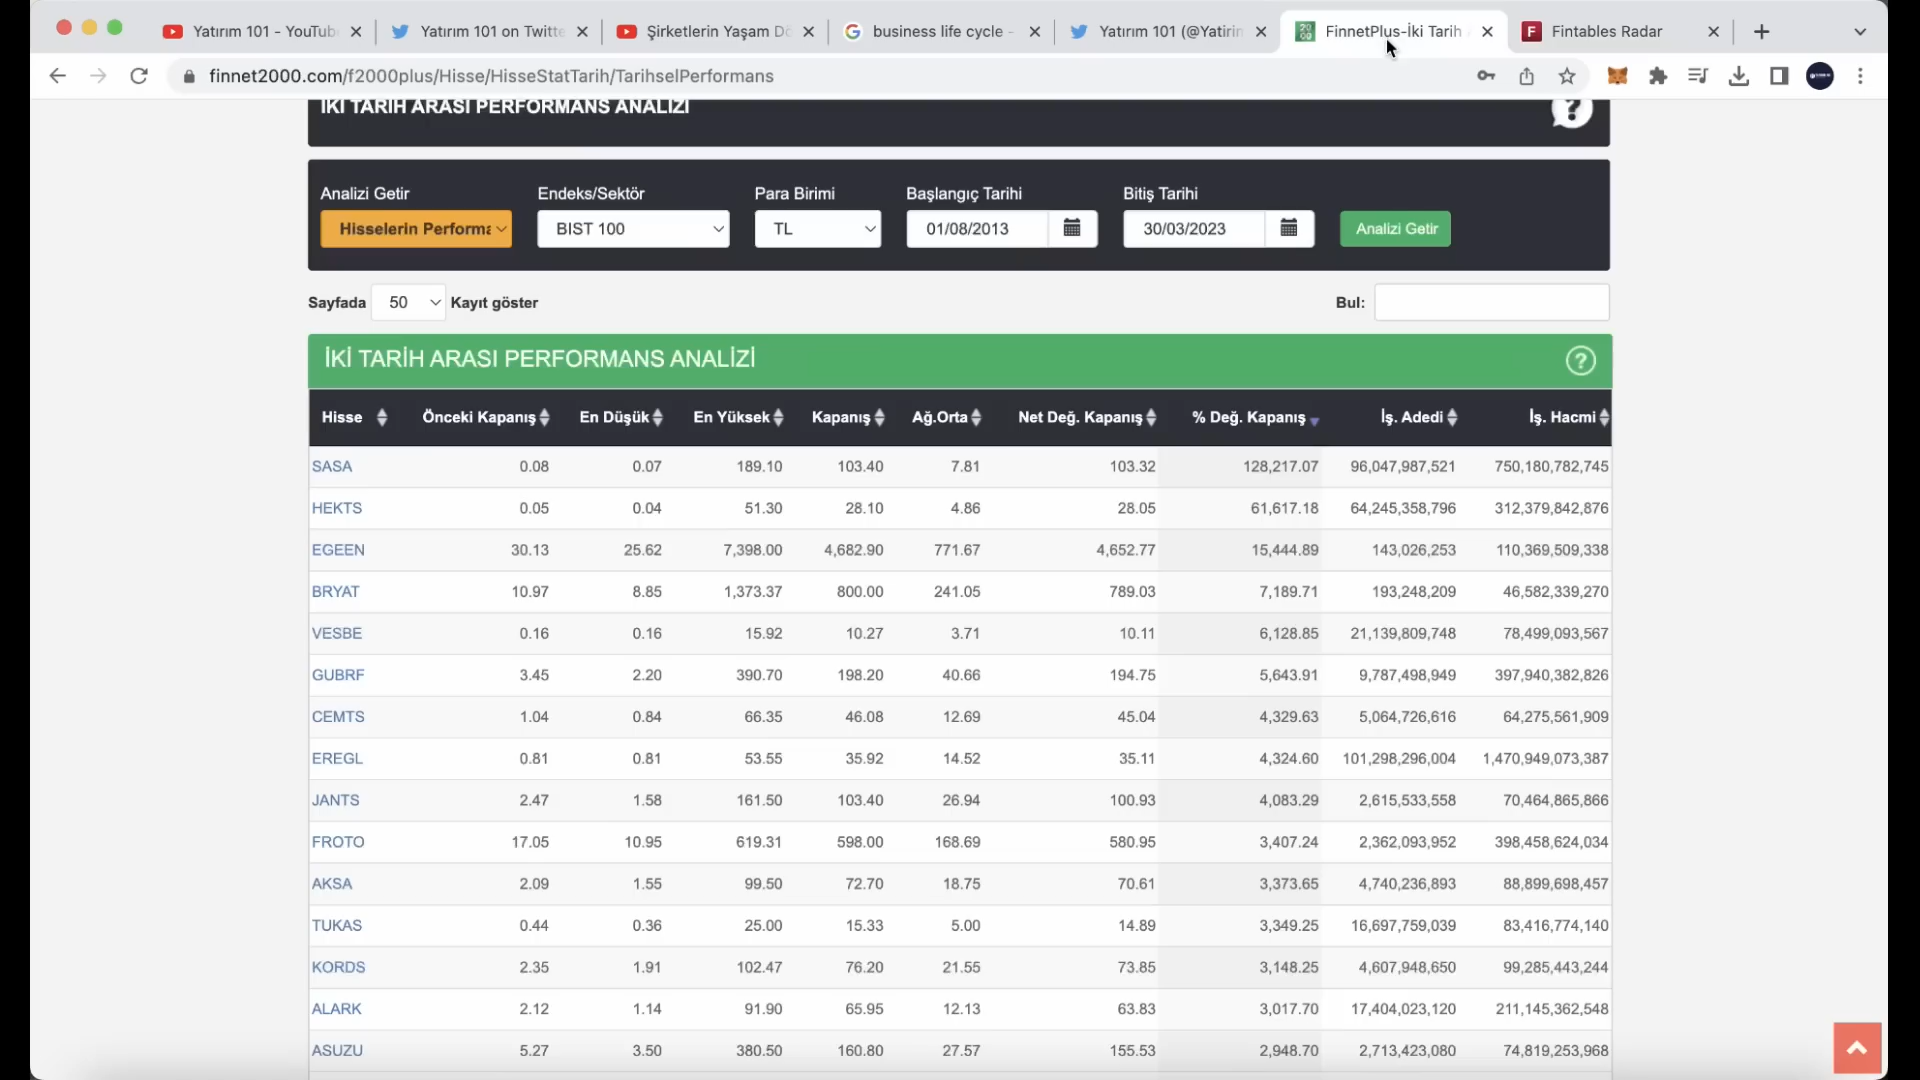 Yatırım 101 - YouTub
Yatırım 101 on Twitte
Şirketlerin Yaşam Dö
business life cycle -
Yatırım 101 (@Yatirin
FinnetPlus-İki Tarih
Fintables Radar
finnet2000.com/f2000plus/Hisse/HisseStatTarih/TarihselPerformans
İKİ TARİH ARASI PERFORMANS ANALİZİ
Analizi Getir Endeks/Sektör Para Birimi Başlangıç Tarihi Bitiş Tarihi
Hisselerin Performa BIST 100 TL 01/08/2013 30/03/2023 Analizi Getir
Sayfada 50 Kayıt göster Bul:
İKİ TARİH ARASI PERFORMANS ANALİZİ
Hisse Önceki Kapanış En Düşük En Yüksek Kapanış Ağ.Orta Net Değ. Kapanış % Değ. Kapanış İş. Adedi İş. Hacmi
SASA 0.08 0.07 189.10 103.40 7.81 103.32 128,217.07 96,047,987,521 750,180,782,745
HEKTS 0.05 0.04 51.30 28.10 4.86 28.05 61,617.18 64,245,358,796 312,379,842,876
EGEEN 30.13 25.62 7,398.00 4,682.90 771.67 4,652.77 15,444.89 143,026,253 110,369,509,338
BRYAT 10.97 8.85 1,373.37 800.00 241.05 789.03 7,189.71 193,248,209 46,582,339,270
VESBE 0.16 0.16 15.92 10.27 3.71 10.11 6,128.85 21,139,809,748 78,499,093,567
GUBRF 3.45 2.20 390.70 198.20 40.66 194.75 5,643.91 9,787,498,949 397,940,382,826
CEMTS 1.04 0.84 66.35 46.08 12.69 45.04 4,329.63 5,064,726,616 64,275,561,909
EREGL 0.81 0.81 53.55 35.92 14.52 35.11 4,324.60 101,298,296,004 1,470,949,073,387
JANTS 2.47 1.58 161.50 103.40 26.94 100.93 4,083.29 2,615,533,558 70,464,865,866
FROTO 17.05 10.95 619.31 598.00 168.69 580.95 3,407.24 2,362,093,952 398,458,624,034
AKSA 2.09 1.55 99.50 72.70 18.75 70.61 3,373.65 4,740,236,893 88,899,698,457
TUKAS 0.44 0.36 25.00 15.33 5.00 14.89 3,349.25 16,697,759,039 83,416,774,140
KORDS 2.35 1.91 102.47 76.20 21.55 73.85 3,148.25 4,607,948,650 99,285,443,244
ALARK 2.12 1.14 91.90 65.95 12.13 63.83 3,017.70 17,404,023,120 211,145,362,548
ASUZU 5.27 3.50 380.50 160.80 27.57 155.53 2,948.70 2,713,423,080 74,819,253,968